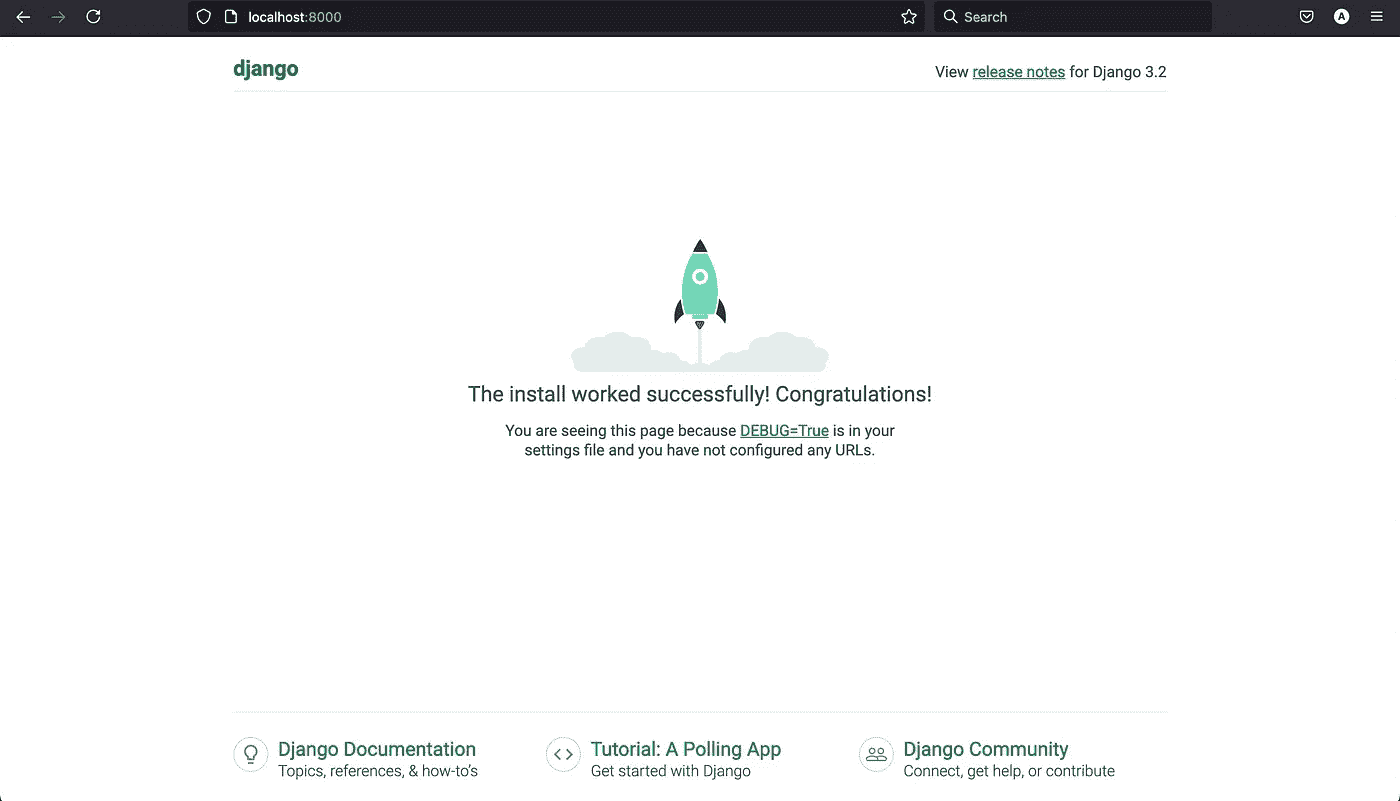 localhost:8000
Search
A
django
View release notes for Django 3.2
The install worked successfully! Congratulations!
You are seeing this page because DEBUG=True is in your
settings file and you have not configured any URLs.
Django Documentation
Topics, references, & how-to's
Tutorial: A Polling App
Get started with Django
Django Community
Connect, get help, or contribute